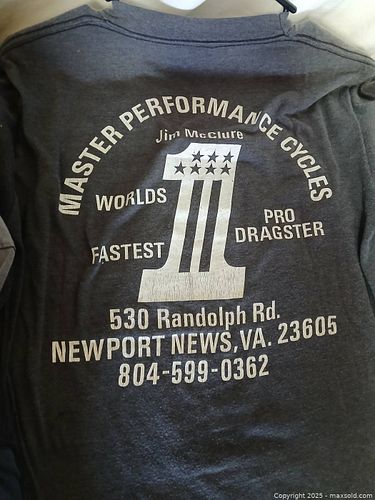 MASTER PERFORMANCE CYCLES
Jim McClure
1
WORLDS
FASTEST
PRO
DRAGSTER
530 Randolph Rd.
NEWPORT NEWS, VA. 23605
804-599-0362
Copyright 2025 - maxsold.com